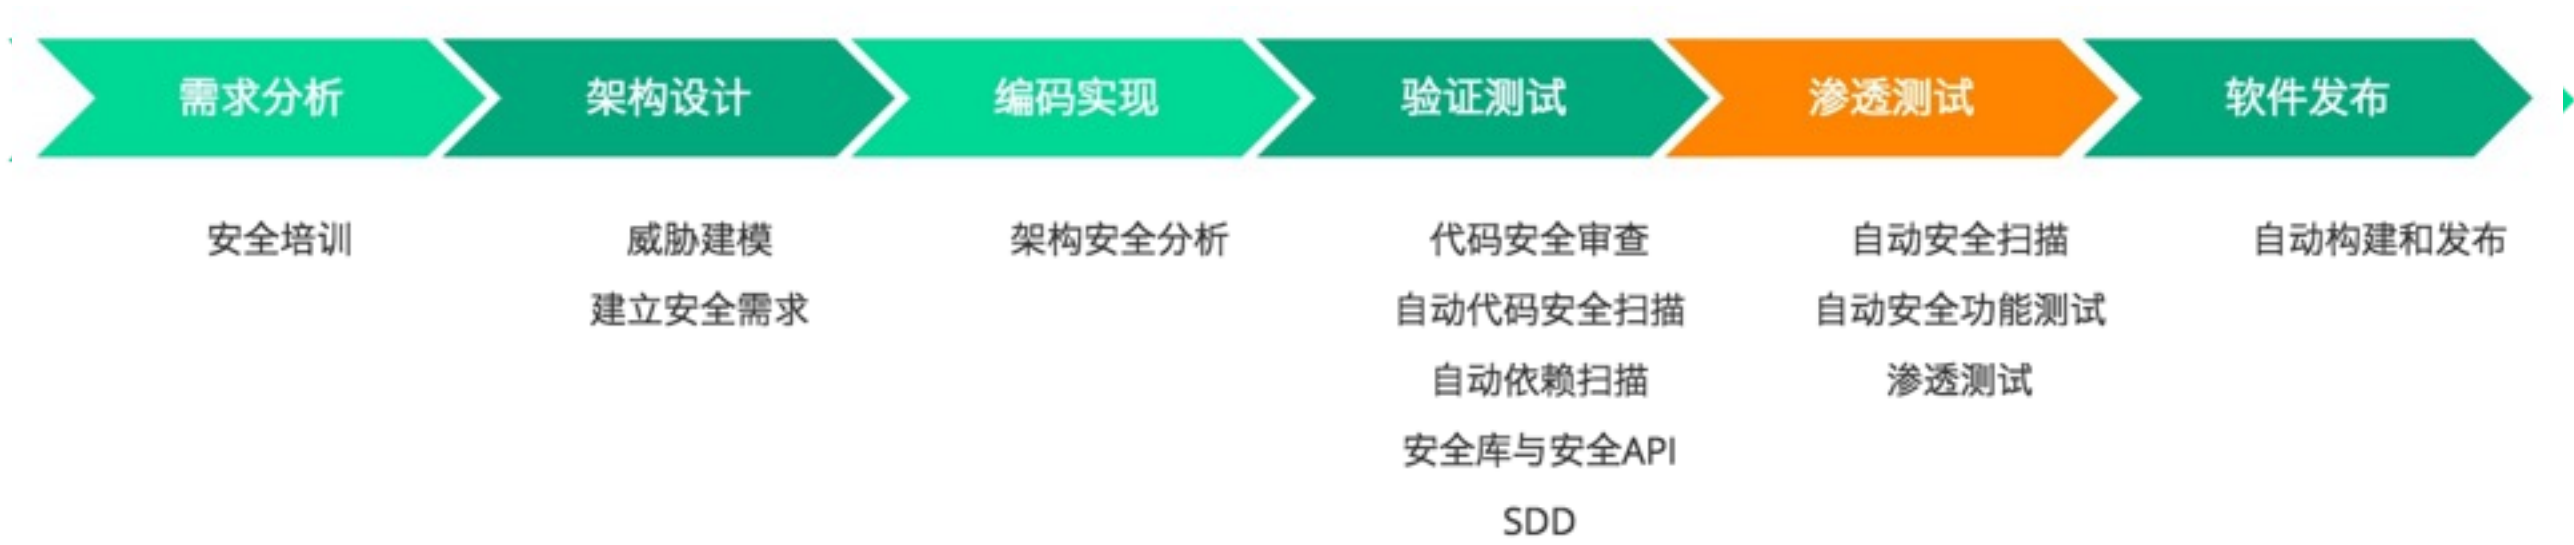 需求分析
架构设计
编码实现
验证测试
渗透测试
软件发布
安全培训
威胁建模
建立安全需求
架构安全分析
代码安全审查
自动代码安全扫描
自动依赖扫描
安全库与安全API
SDD
自动安全扫描
自动安全功能测试
渗透测试
自动构建和发布